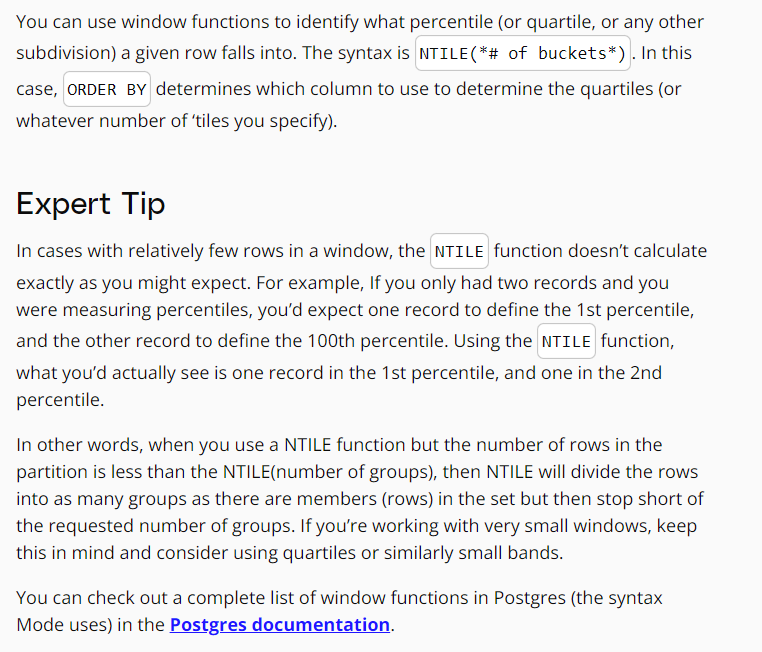 You can use window functions to identify what percentile (or quartile, or any other
subdivision) a given row falls into. The syntax is NTILE(*# of buckets*). In this
case, ORDER BY determines which column to use to determine the quartiles (or
whatever number of ‘tiles you specify).
Expert Tip
In cases with relatively few rows in a window, the NTILE function doesn’t calculate
exactly as you might expect. For example, If you only had two records and you
were measuring percentiles, you’d expect one record to define the 1st percentile,
and the other record to define the 100th percentile. Using the NTILE function,
what you’d actually see is one record in the 1st percentile, and one in the 2nd
percentile.
In other words, when you use a NTILE function but the number of rows in the
partition is less than the NTILE(number of groups), then NTILE will divide the rows
into as many groups as there are members (rows) in the set but then stop short of
the requested number of groups. If you’re working with very small windows, keep
this in mind and consider using quartiles or similarly small bands.
You can check out a complete list of window functions in Postgres (the syntax
Mode uses) in the Postgres documentation.